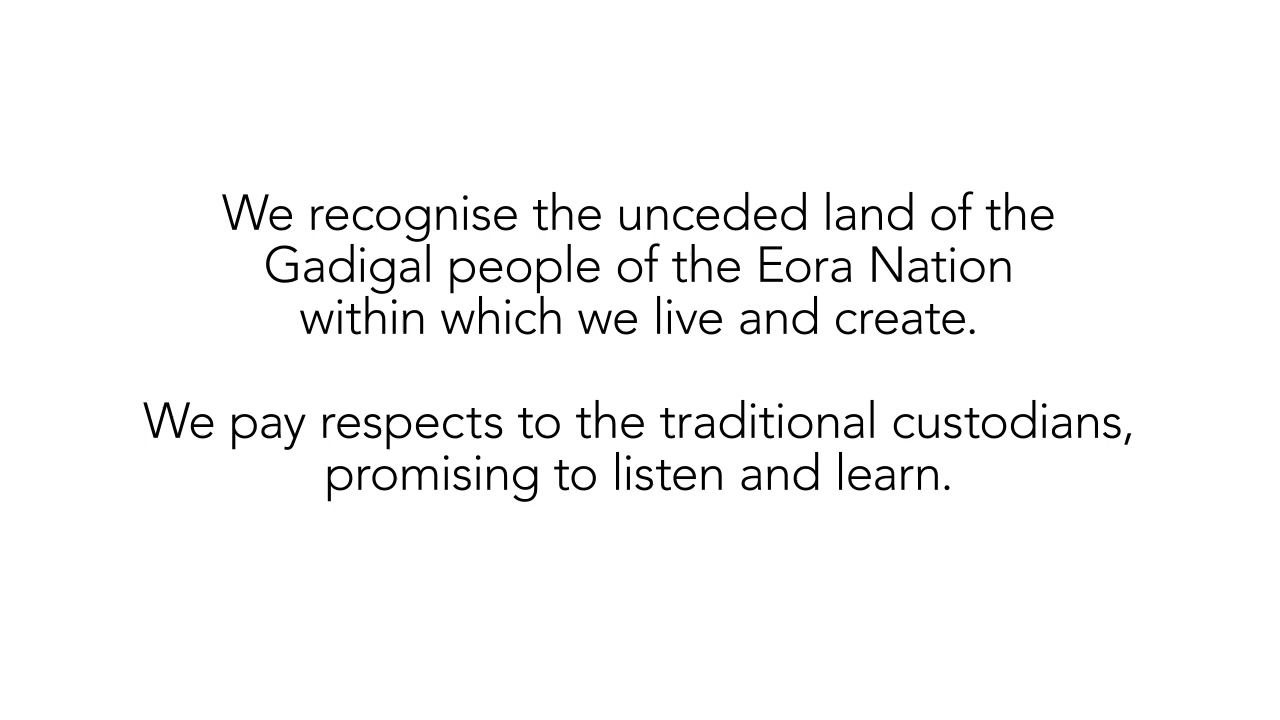 We recognise the unceded land of the
Gadigal people of the Eora Nation
within which we live and create.
We pay respects to the traditional custodians,
promising to listen and learn.